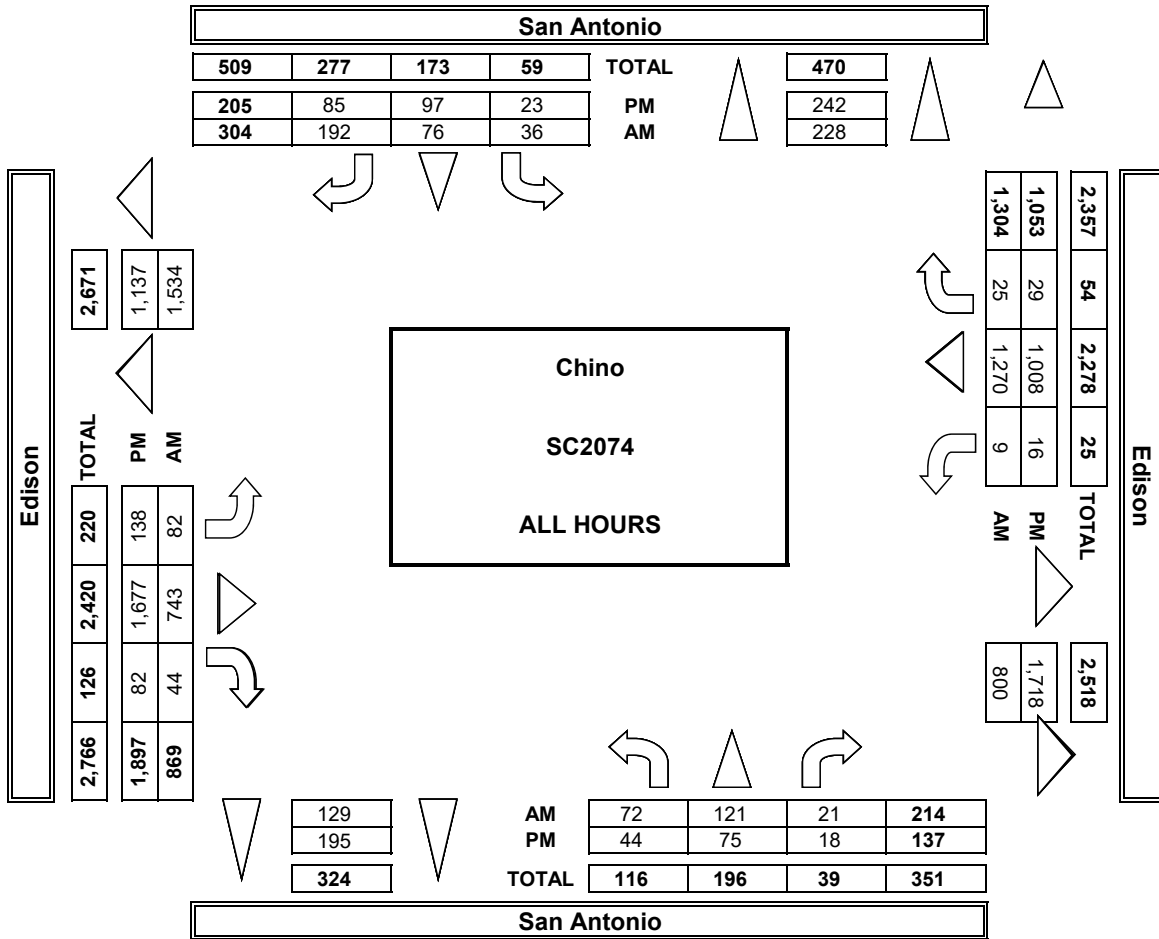 San Antonio
509 277 173 59 TOTAL 470
205 85 97 23 PM 242
304 192 76 36 AM 228
Edison
2,671
1,137
1,534
TOTAL
PM
AM
220 2,420 126 2,766
138 1,677 82 1,897
82 743 44 869
Chino
SC2074
ALL HOURS
2,357 54 2,278 25 TOTAL 2,518
1,053 29 1,008 16 PM 1,718
1,304 25 1,270 9 AM 800
Edison
129 AM 72 121 21 214
195 PM 44 75 18 137
324 TOTAL 116 196 39 351
San Antonio